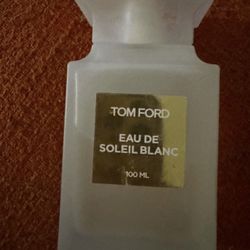 TOM FORD
EAU DE
SOLEIL BLANC
100 ML